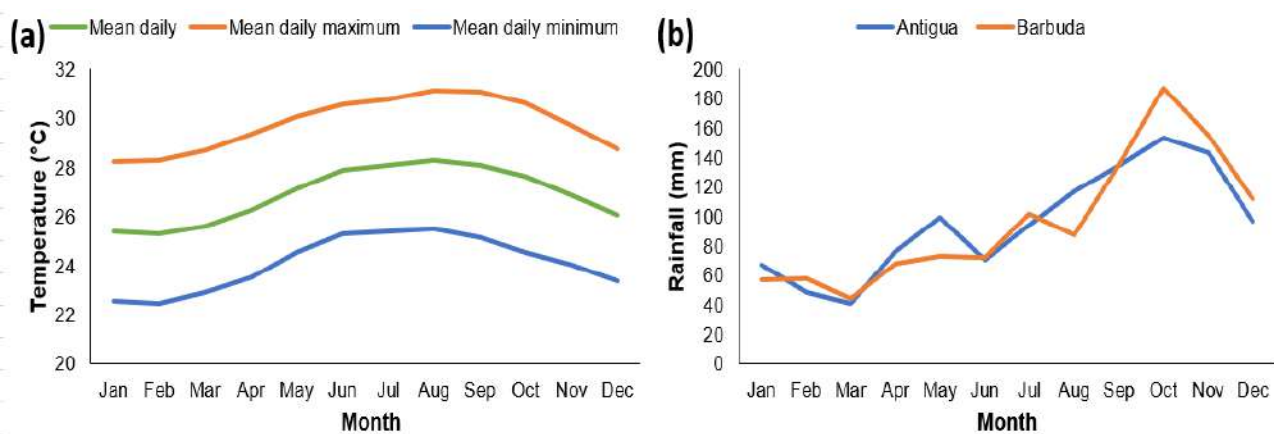 (a)
Mean daily Mean daily maximum Mean daily minimum
Temperature (°C)
32
30
28
26
24
22
20
Jan Feb Mar Apr May Jun Jul Aug Sep Oct Nov Dec
Month
(b)
Antigua Barbuda
Rainfall (mm)
200
180
160
140
120
100
80
60
40
20
0
Jan Feb Mar Apr May Jun Jul Aug Sep Oct Nov Dec
Month